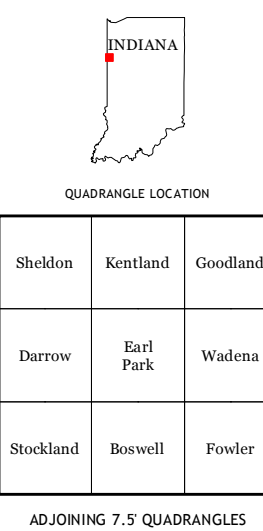 INDIANA
QUADRANGLE LOCATION
Sheldon Kentland Goodland
Darrow Earl
Park Wadena
Stockland Boswell Fowler
ADJOINING 7.5' QUADRANGLES